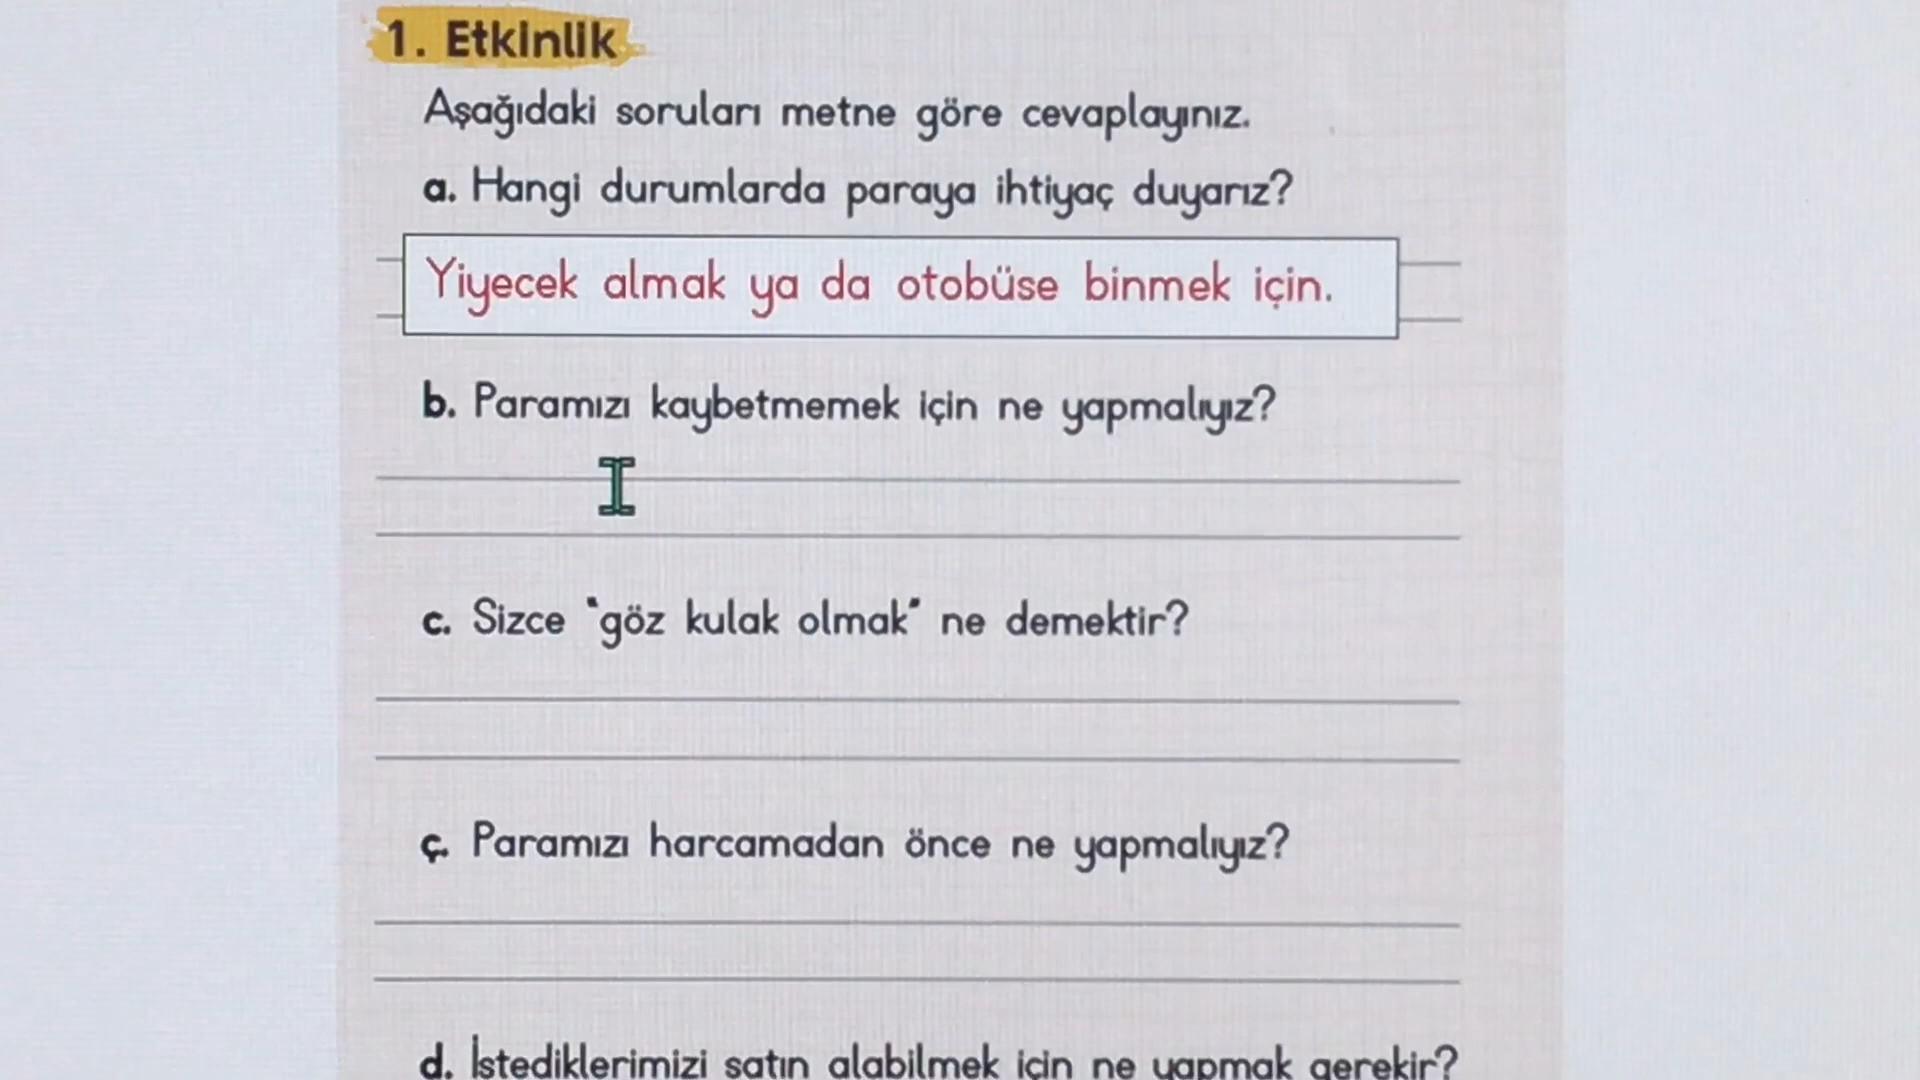 1. Etkinlik
Aşağıdaki soruları metne göre cevaplayınız.
a. Hangi durumlarda paraya ihtiyaç duyarız?
Yiyecek almak ya da otobüse binmek için.
b. Paramızı kaybetmemek için ne yapmalıyız?
c. Sizce "göz kulak olmak" ne demektir?
ç. Paramızı harcamadan önce ne yapmalıyız?
d. İstediklerimizi satın alabilmek için ne yapmak gerekir?